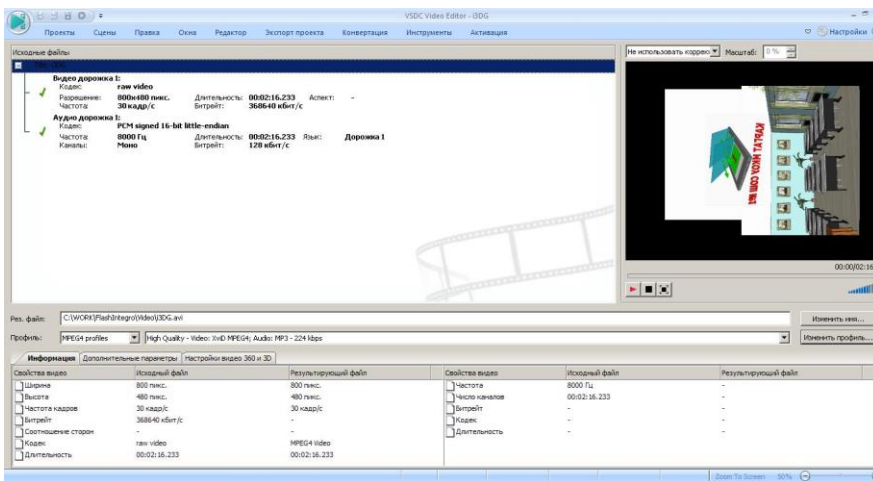 VSDC Video Editor - i3DG
Проекты Сцены Правка Окна Редактор Экспорт проекта Конвертация Инструменты Активация Настройки
Исходные файлы
Не использовать коррек Масштаб: 0 %
Видео дорожка 1:
Кодек: raw video
Разрешение: 800x480 пикс. Длительность: 00:02:16.233 Аспект: -
Частота 30 кадр/с Битрейт: 368640 кбит/с
Аудио дорожка 1:
Кодек: PCM signed 16-bit little-endian
Частота: 8000 Гц Длительность: 00:02:16.233 Язык: Дорожка 1
Каналы: Моно Битрейт: 128 кбит/с
00:00/02:16
Рез. файл: C:\WORK\FlashIntegro\Video\i3DG.avi Изменить имя...
Профиль: MPEG4 profiles High Quality - Video: XviD MPEG4; Audio: MP3 - 224 kbps Изменить профиль...
Информация Дополнительные параметры Настройки видео 360 и 3D
Свойства видео Исходный файл Результирующий файл Свойства видео Исходный файл Результирующий файл
Ширина 800 пикс. 800 пикс. Частота 8000 Гц -
Высота 480 пикс. 480 пикс. Число каналов 00:02:16.233 -
Частота кадров 30 кадр/с 30 кадр/с Битрейт - -
Битрейт 368640 кбит/с - Кодек - -
Соотношение сторон - - Длительность - -
Кодек raw video MPEG4 Video
Длительность 00:02:16.233 00:02:16.233
Zoom To Screen 50%